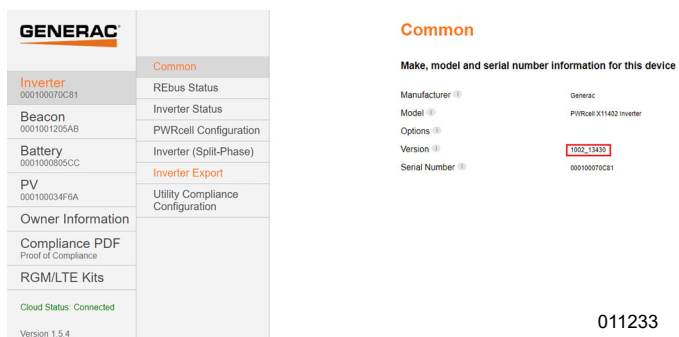 GENERAC
Inverter
000100070C81
Beacon
0001001205AB
Battery
0001000805CC
PV
000100034F6A
Owner Information
Compliance PDF
Proof of Compliance
RGM/LTE Kits
Cloud Status: Connected
Version 1.5.4
Common
REbus Status
Inverter Status
PWRcell Configuration
Inverter (Split-Phase)
Inverter Export
Utility Compliance
Configuration
Common
Make, model and serial number information for this device
Manufacturer Generac
Model PWRcell X11402 Inverter
Options
Version 1002_13430
Serial Number 000100070C81
011233